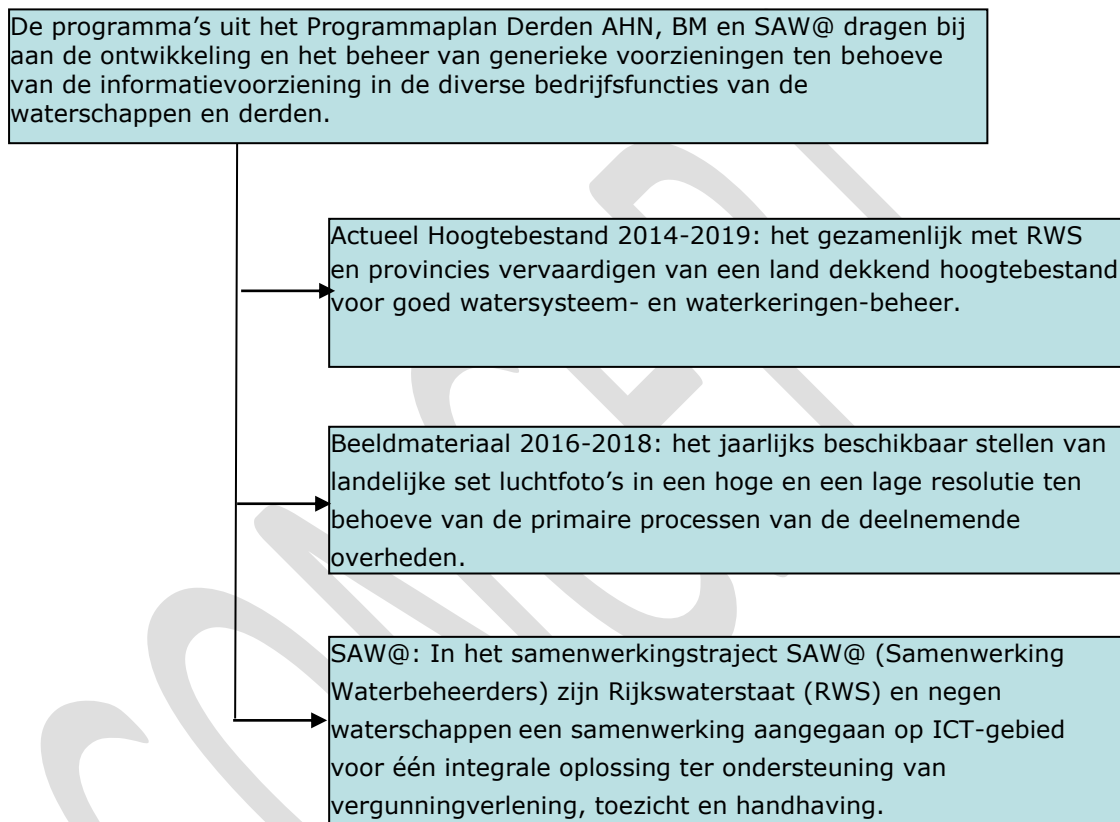 De programma's uit het Programmaplan Derden AHN, BM en SAW@ dragen bij
aan de ontwikkeling en het beheer van generieke voorzieningen ten behoeve
van de informatievoorziening in de diverse bedrijfsfuncties van de
waterschappen en derden.
Actueel Hoogtebestand 2014-2019: het gezamenlijk met RWS
en provincies vervaardigen van een land dekkend hoogtebestand
voor goed watersysteem- en waterkeringen-beheer.
Beeldmateriaal 2016-2018: het jaarlijks beschikbaar stellen van
landelijke set luchtfoto's in een hoge en een lage resolutie ten
behoeve van de primaire processen van de deelnemende
overheden.
SAW@: In het samenwerkingstraject SAW@ (Samenwerking
Waterbeheerders) zijn Rijkswaterstaat (RWS) en negen
waterschappen een samenwerking aangegaan op ICT-gebied
voor één integrale oplossing ter ondersteuning van
vergunningverlening, toezicht en handhaving.
CONCEPT